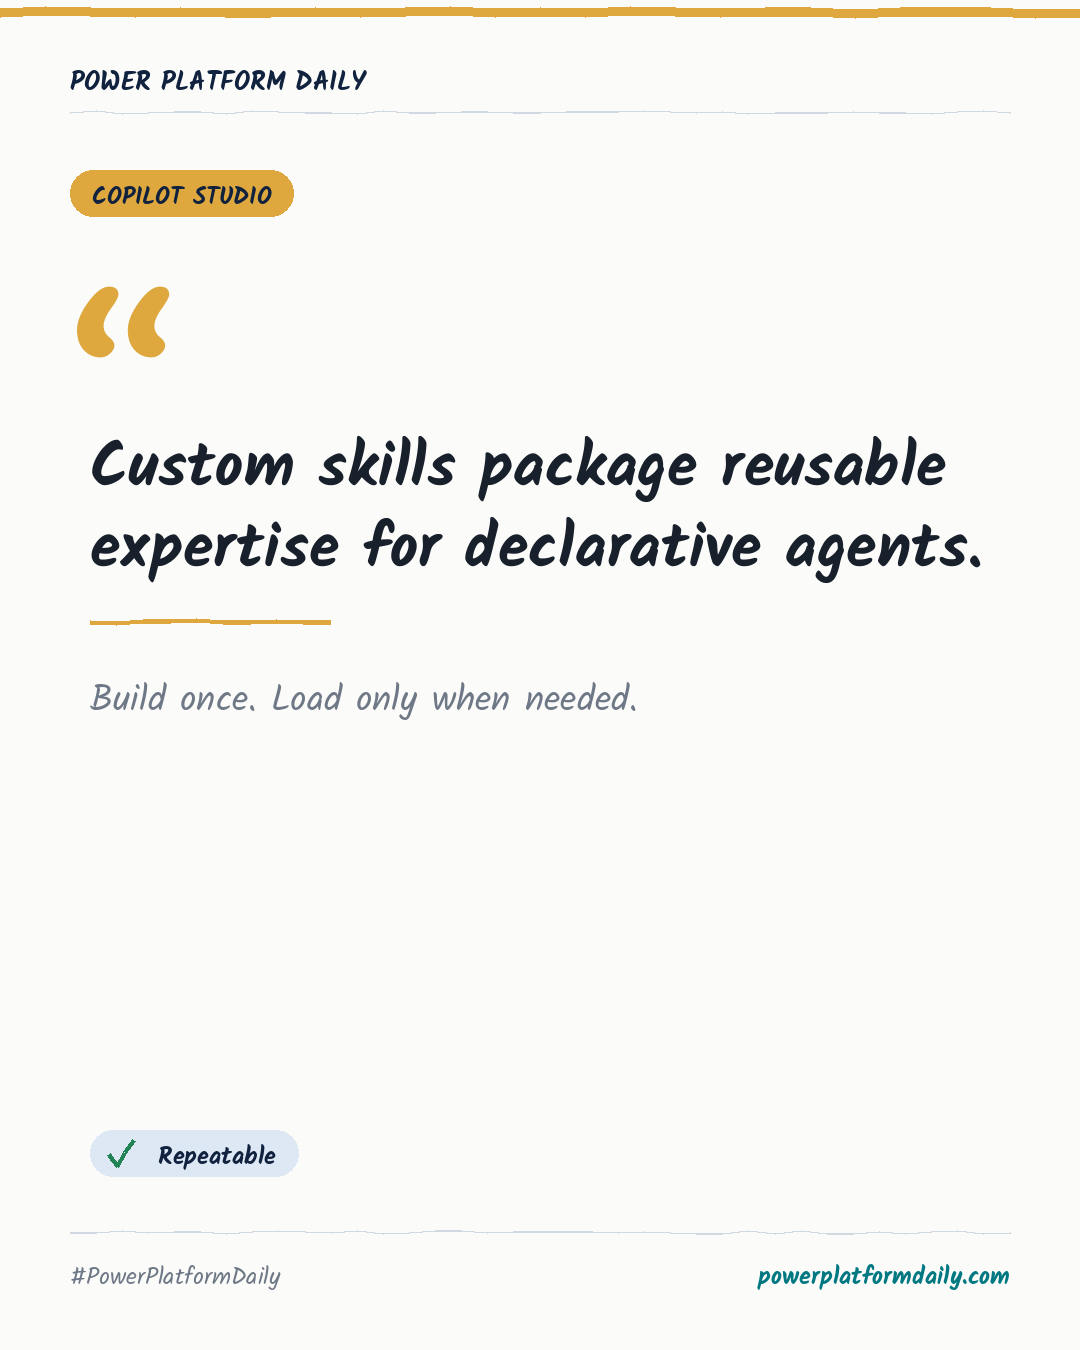 POWER PLATFORM DAILY
COPILOT STUDIO
“
Custom skills package reusable
expertise for declarative agents.
Build once. Load only when needed.
Repeatable
#PowerPlatformDaily
powerplatformdaily.com